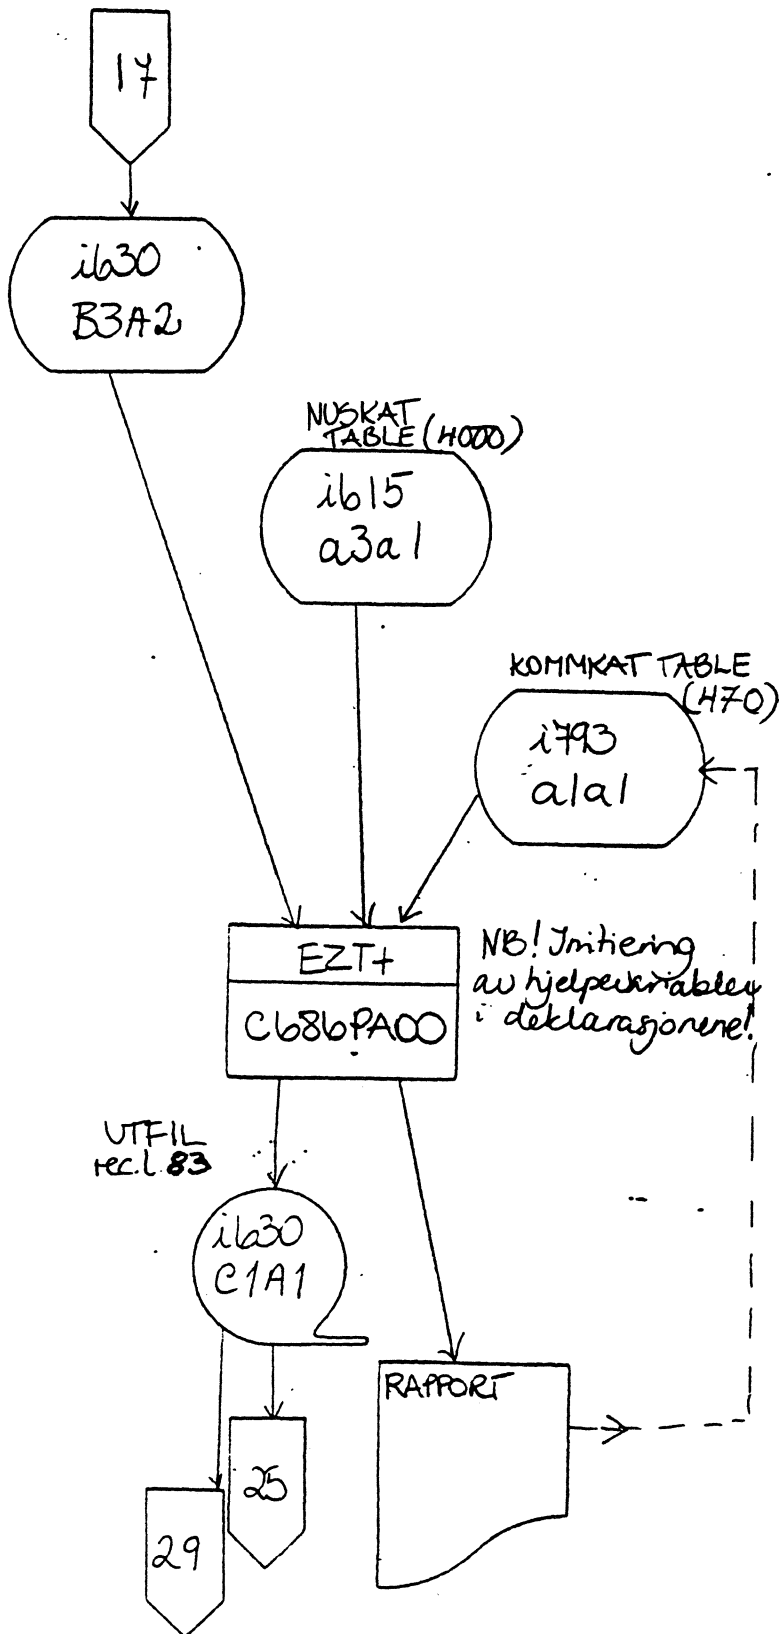 17
i630
B3A2
NUSKAT
TABLE (4000)
i615
a3a1
KOMMKAT TABLE
(470)
i793
a1a1
EZT+
C686PA00
NB! Initiering
av hjelpevariabler
i deklarasjonene!
UTFIL
rec.l. 83
i630
C1A1
RAPPORT
25
29